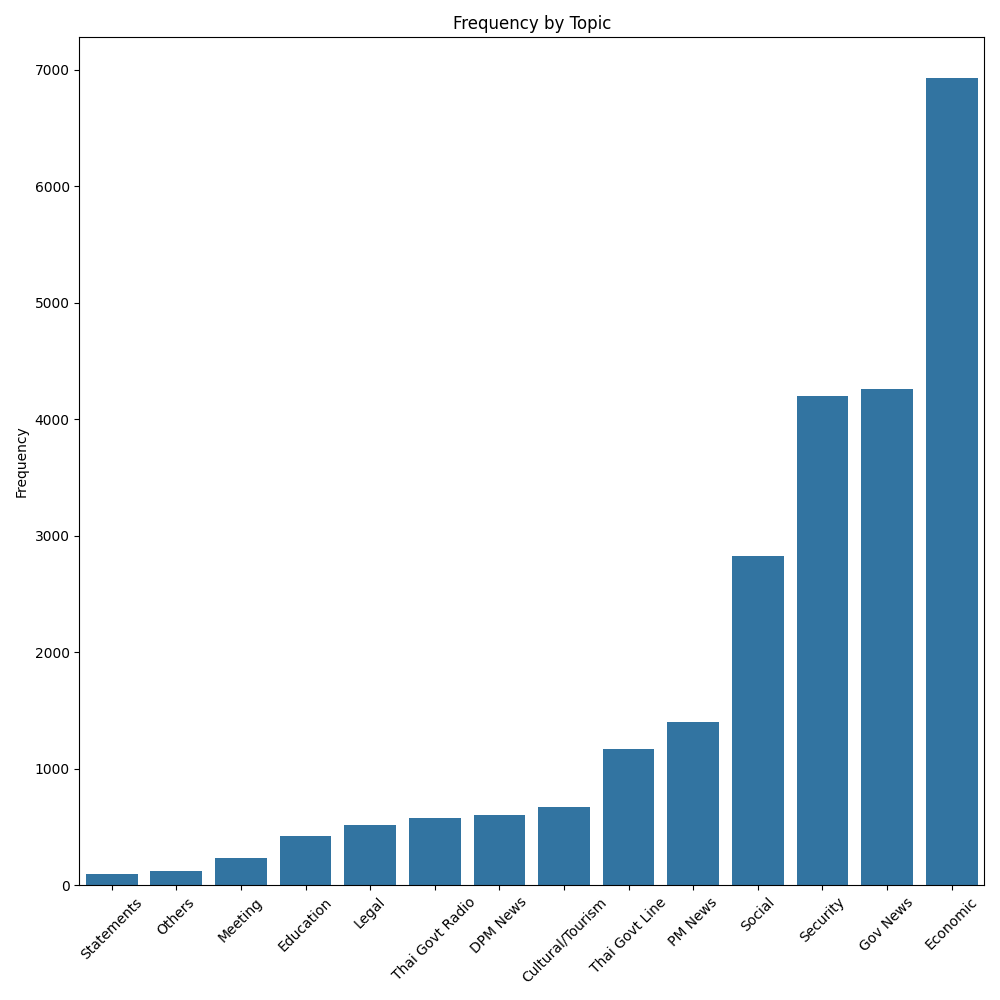 Frequency by Topic
Frequency
7000
6000
5000
4000
3000
2000
1000
0
Statements
Others
Meeting
Education
Legal
Thai Govt Radio
DPM News
Cultural/Tourism
Thai Govt Line
PM News
Social
Security
Gov News
Economic